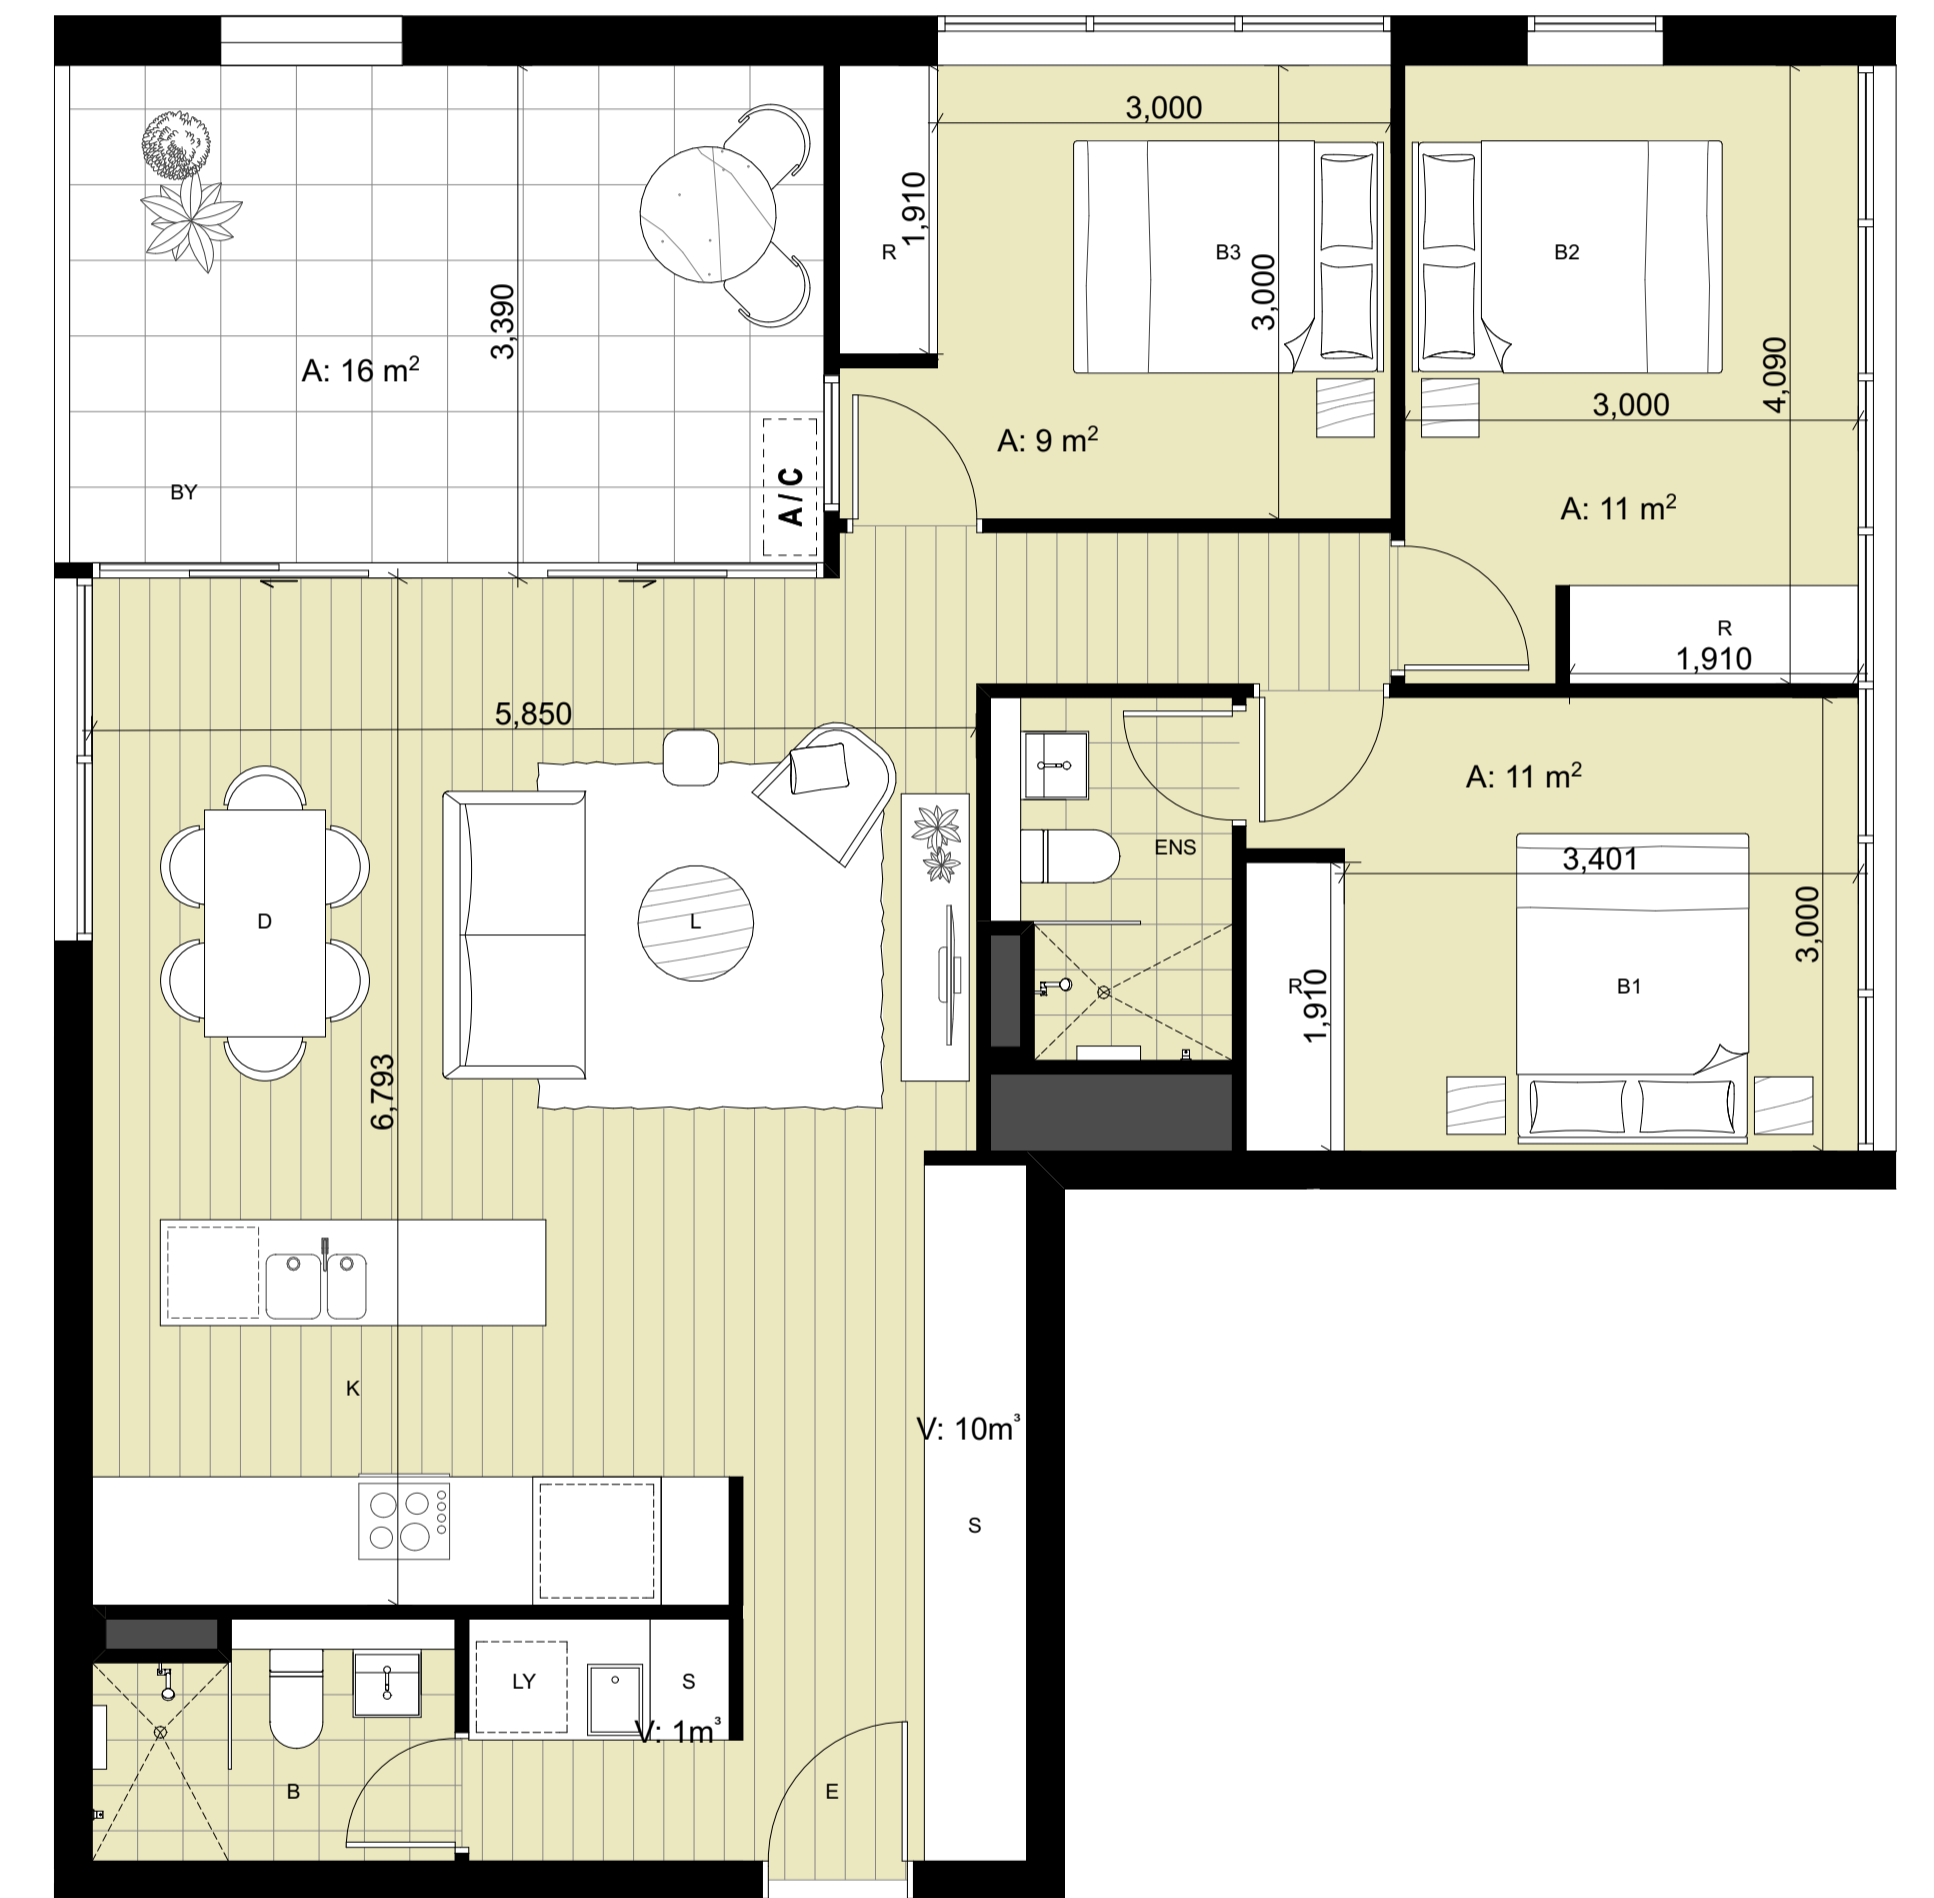 3,000
1,910
R
B3
3,000
B2
3,390
A: 16 m²
4,090
3,000
A: 9 m²
BY
A / C
A: 11 m²
R
1,910
5,850
A: 11 m²
ENS
3,401
D
L
3,000
R
1,910
B1
6,793
K
V: 10m³
S
LY
S
V: 1m³
B
E